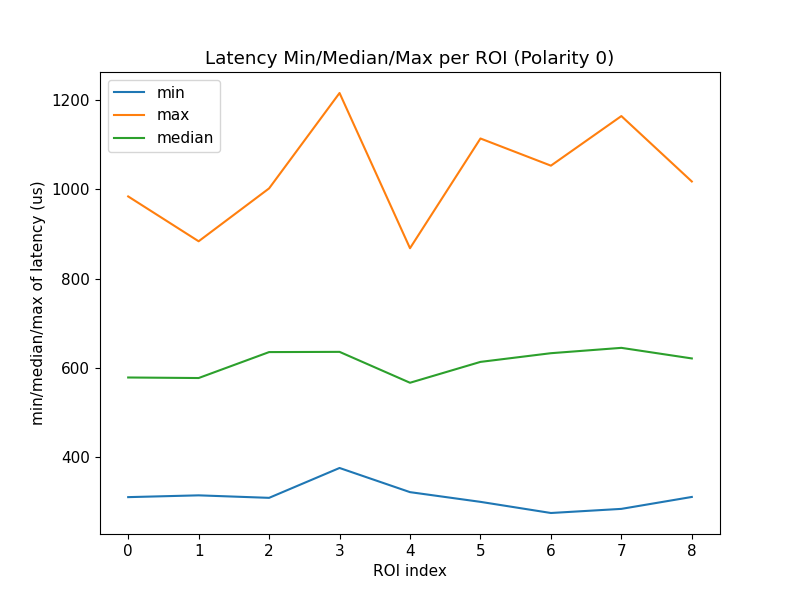 Latency Min/Median/Max per ROI (Polarity 0)
min
max
median
min/median/max of latency (us)
1200
1000
800
600
400
0 1 2 3 4 5 6 7 8
ROI index